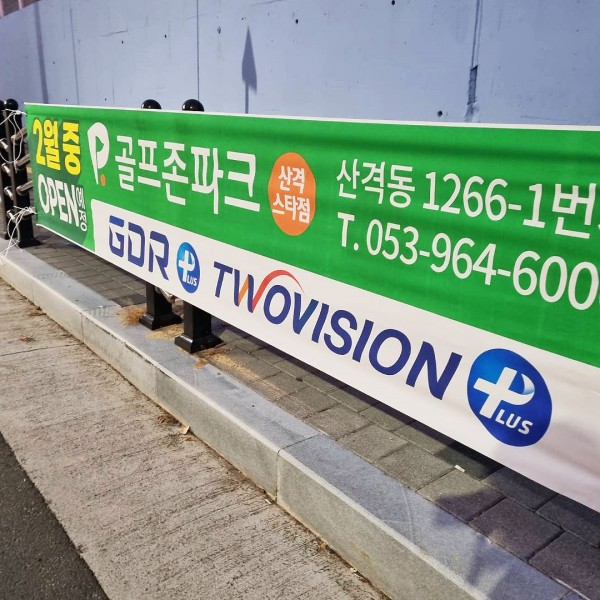 2월 중
OPEN예정
P. 골프존파크
산격
스타점
산격동 1266-1번
T. 053-964-600
GDR PLUS
TWOVISION PLUS